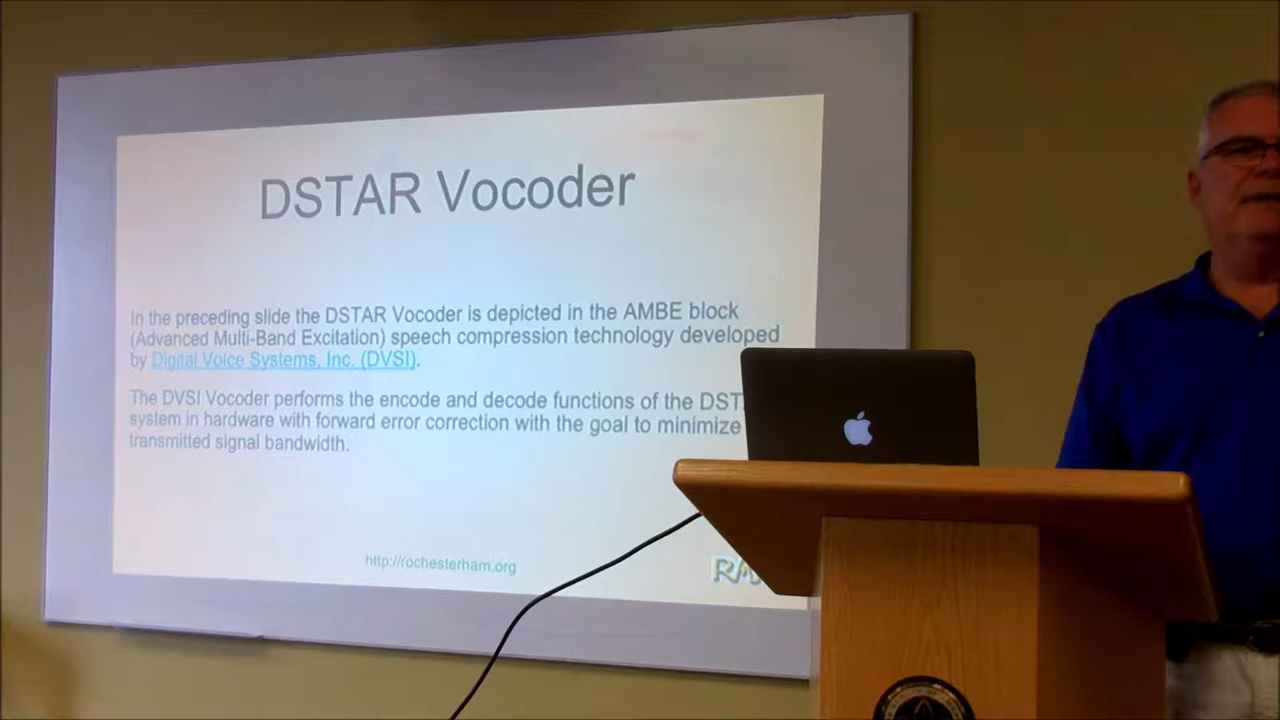 DSTAR Vocoder
In the preceding slide the DSTAR Vocoder is depicted in the AMBE block
(Advanced Multi-Band Excitation) speech compression technology developed
by Digital Voice Systems, Inc. (DVSI).
The DVSI Vocoder performs the encode and decode functions of the DST
system in hardware with forward error correction with the goal to minimize
transmitted signal bandwidth.
http://rochesterham.org